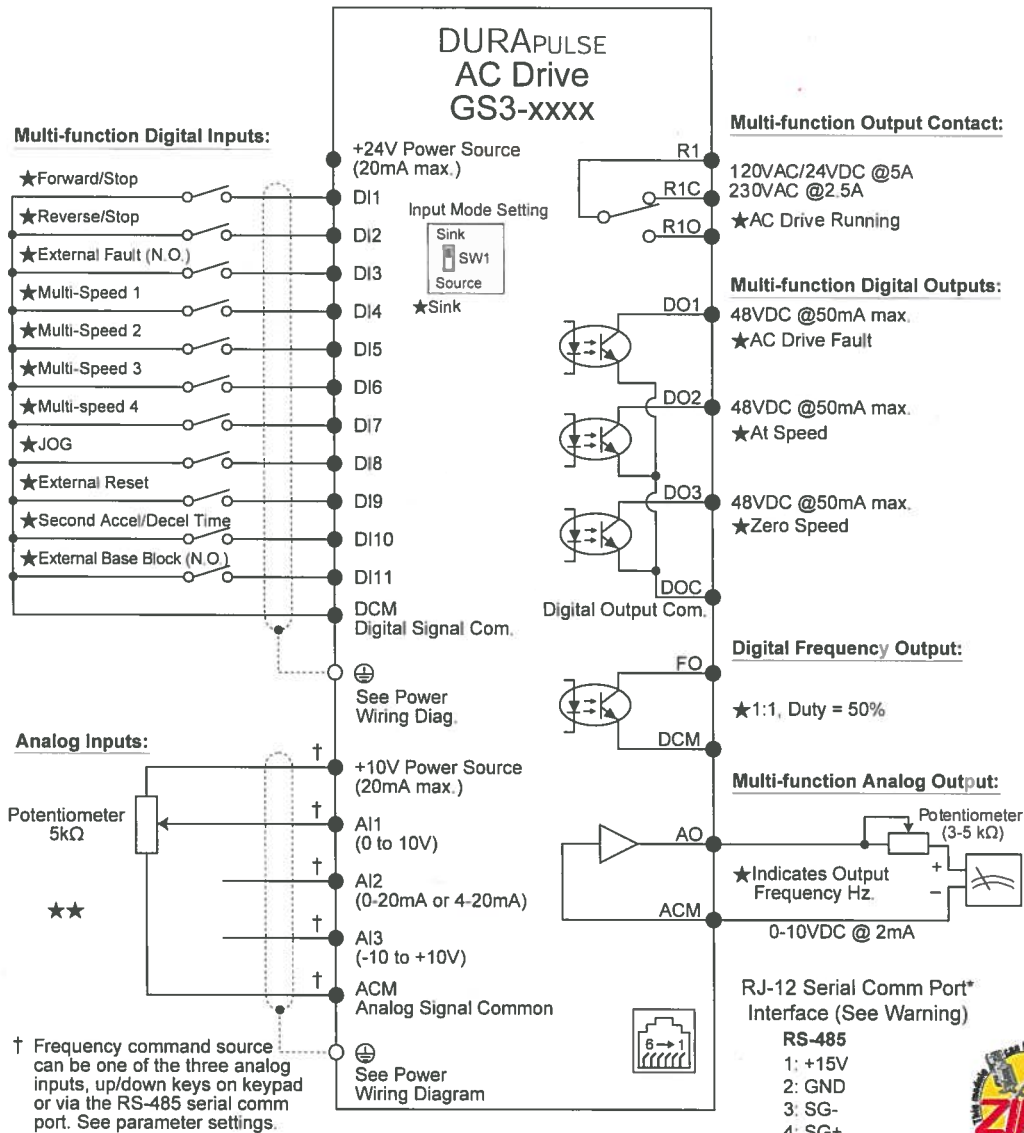 DURAPULSE
AC Drive
GS3-xxxx
Multi-function Digital Inputs:
★Forward/Stop
★Reverse/Stop
★External Fault (N.O.)
★Multi-Speed 1
★Multi-Speed 2
★Multi-Speed 3
★Multi-speed 4
★JOG
★External Reset
★Second Accel/Decel Time
★External Base Block (N.O.)
+24V Power Source
(20mA max.)
DI1
DI2
DI3
DI4
DI5
DI6
DI7
DI8
DI9
DI10
DI11
DCM
Digital Signal Com.
See Power
Wiring Diag.
Input Mode Setting
Sink
SW1
Source
★Sink
Analog Inputs:
Potentiometer
5kΩ
★★
†
+10V Power Source
(20mA max.)
†
AI1
(0 to 10V)
†
AI2
(0-20mA or 4-20mA)
†
AI3
(-10 to +10V)
†
ACM
Analog Signal Common
See Power
Wiring Diagram
† Frequency command source
can be one of the three analog
inputs, up/down keys on keypad
or via the RS-485 serial comm
port. See parameter settings.
Multi-function Output Contact:
R1
R1C
R1O
120VAC/24VDC @5A
230VAC @2.5A
★AC Drive Running
Multi-function Digital Outputs:
DO1
48VDC @50mA max.
★AC Drive Fault
DO2
48VDC @50mA max.
★At Speed
DO3
48VDC @50mA max.
★Zero Speed
DOC
Digital Output Com.
Digital Frequency Output:
FO
★1:1, Duty = 50%
DCM
Multi-function Analog Output:
Potentiometer
(3-5 kΩ)
AO
+
★Indicates Output
Frequency Hz.
−
ACM
0-10VDC @ 2mA
6→1
RJ-12 Serial Comm Port*
Interface (See Warning)
RS-485
1: +15V
2: GND
3: SG-
4: SG+